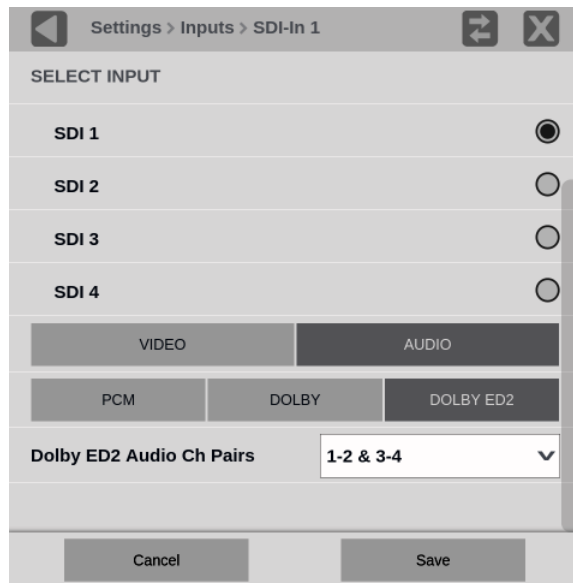 Settings > Inputs > SDI-In 1
SELECT INPUT
SDI 1
SDI 2
SDI 3
SDI 4
VIDEO AUDIO
PCM DOLBY DOLBY ED2
Dolby ED2 Audio Ch Pairs 1-2 & 3-4
Cancel Save